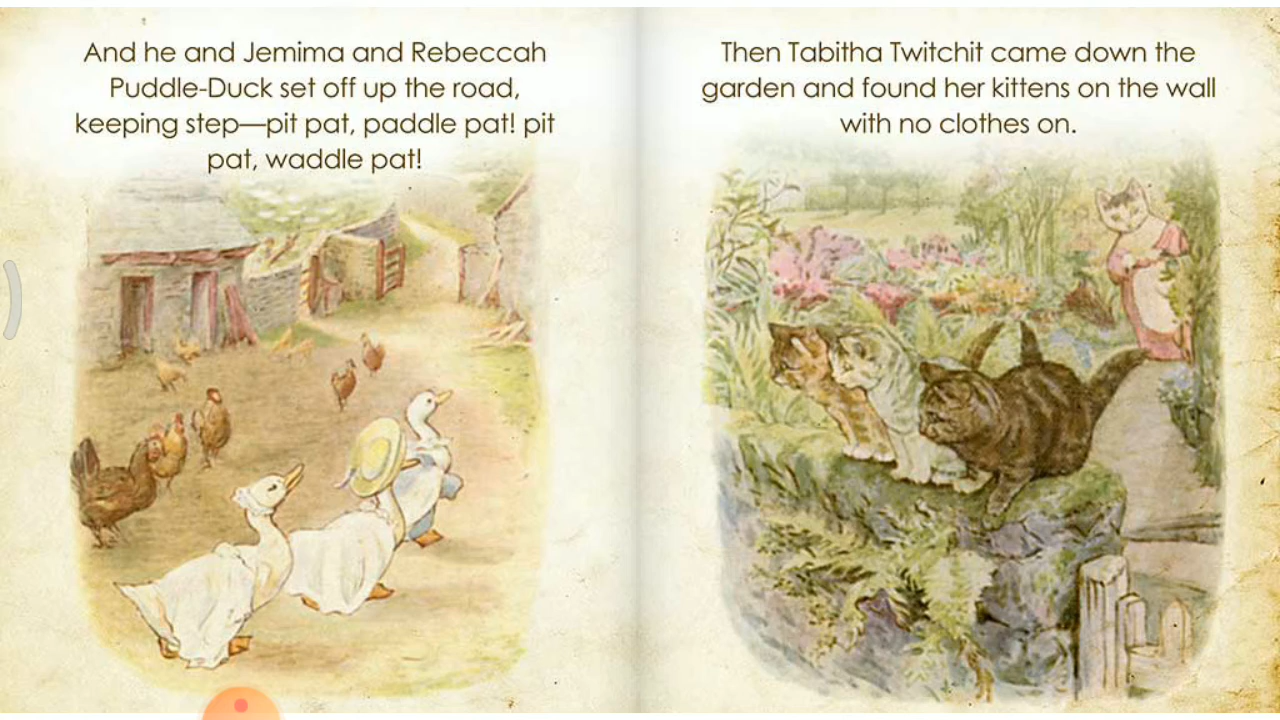 And he and Jemima and Rebeccah
Puddle-Duck set off up the road,
keeping step—pit pat, paddle pat! pit
pat, waddle pat!
Then Tabitha Twitchit came down the
garden and found her kittens on the wall
with no clothes on.